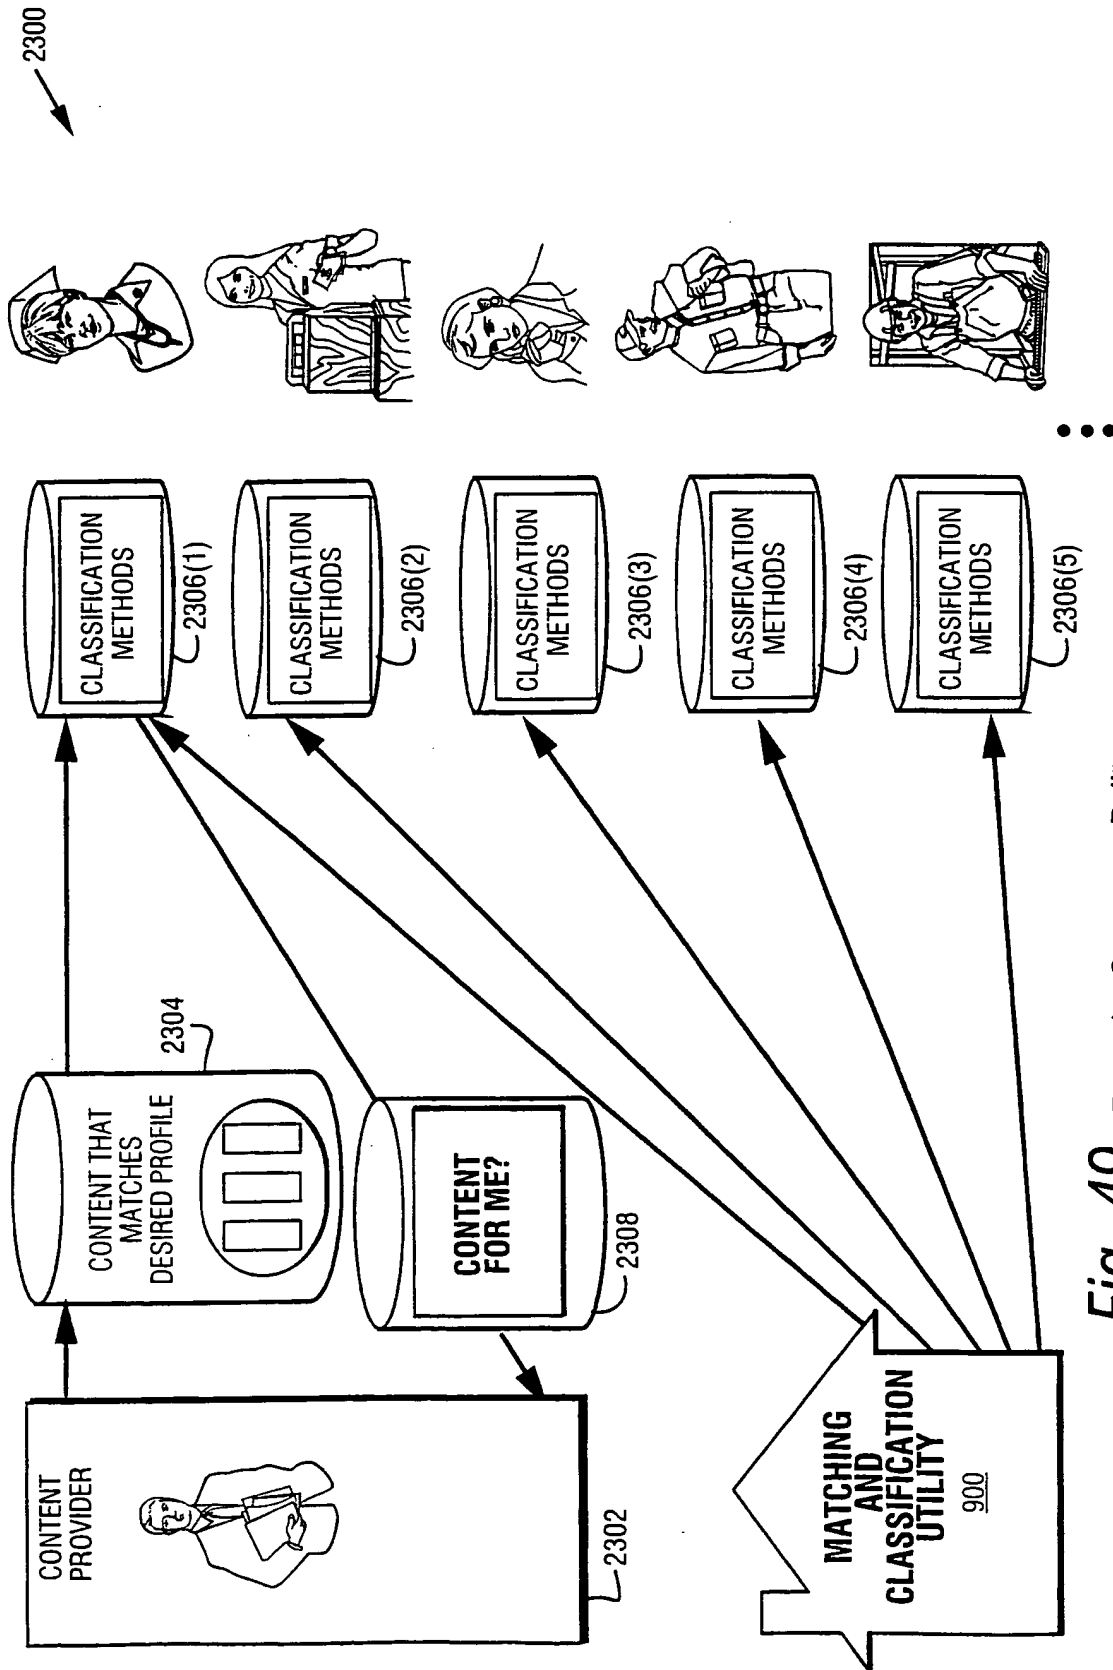 2300
CONTENT
PROVIDER
2302
CONTENT THAT
MATCHES
DESIRED PROFILE
2304
CONTENT
FOR ME?
2308
MATCHING
AND
CLASSIFICATION
UTILITY
900
CLASSIFICATION
METHODS
2306(1)
CLASSIFICATION
METHODS
2306(2)
CLASSIFICATION
METHODS
2306(3)
CLASSIFICATION
METHODS
2306(4)
CLASSIFICATION
METHODS
2306(5)
Fig. 49